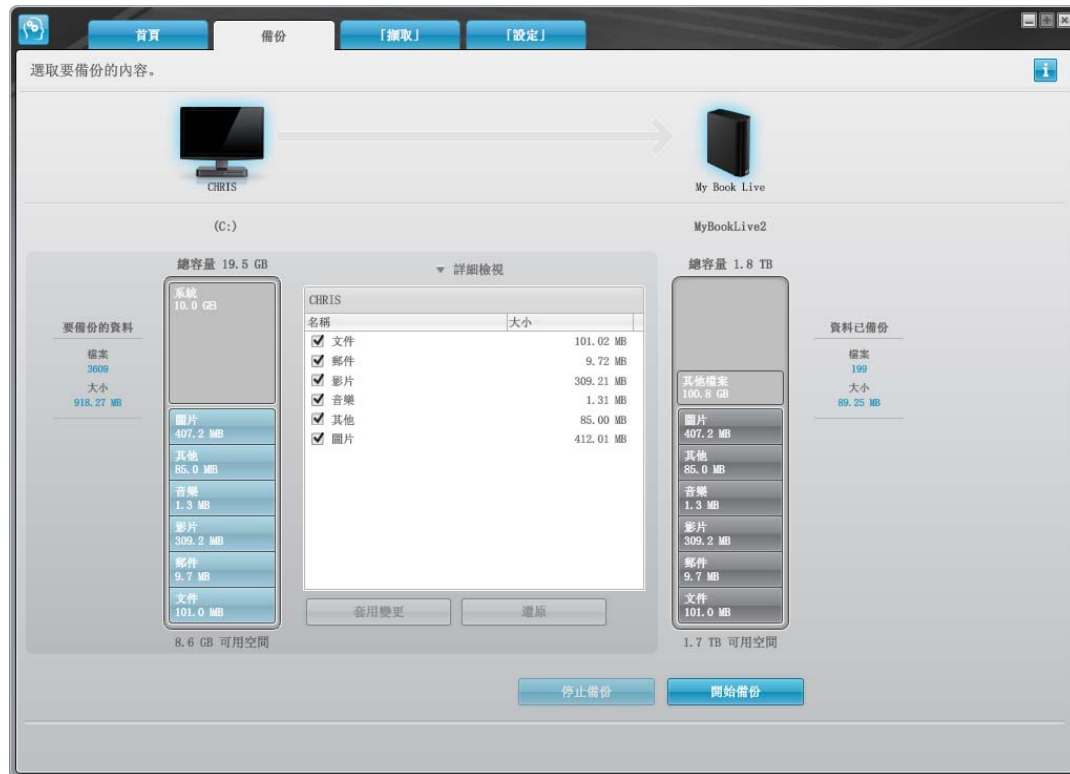 首頁
備份
「擷取」
「設定」
選取要備份的內容。
CHRIS
My Book Live
(C:)
MyBookLive2
總容量 19.5 GB
詳細檢視
總容量 1.8 TB
要備份的資料
檔案
3609
大小
918.27 MB
系統
10.0 GB
圖片
407.2 MB
其他
85.0 MB
音樂
1.3 MB
影片
309.2 MB
郵件
9.7 MB
文件
101.0 MB
8.6 GB 可用空間
CHRIS
名稱 大小
文件 101.02 MB
郵件 9.72 MB
影片 309.21 MB
音樂 1.31 MB
其他 85.00 MB
圖片 412.01 MB
套用變更
還原
其他檔案
100.8 GB
圖片
407.2 MB
其他
85.0 MB
音樂
1.3 MB
影片
309.2 MB
郵件
9.7 MB
文件
101.0 MB
1.7 TB 可用空間
資料已備份
檔案
199
大小
89.25 MB
停止備份
開始備份